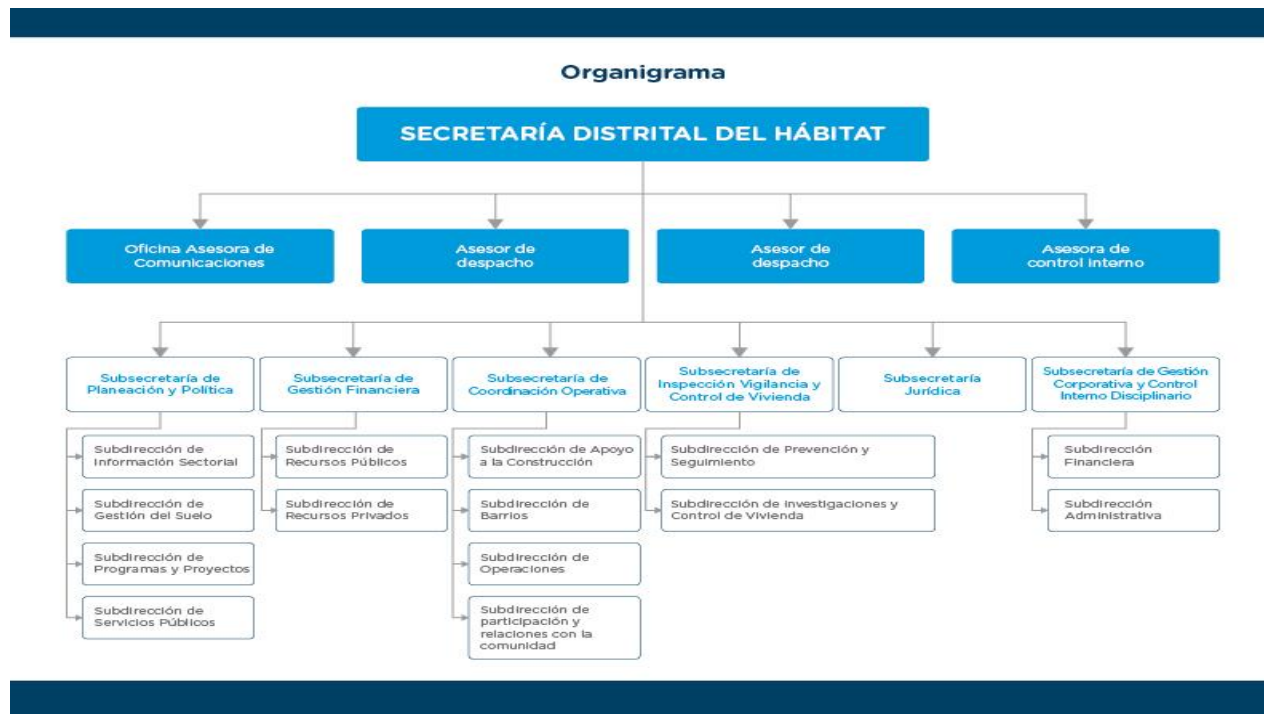 Organigrama
SECRETARÍA DISTRITAL DEL HÁBITAT
Oficina Asesora de
Comunicaciones
Asesor de
despacho
Asesor de
despacho
Asesora de
control interno
Subsecretaría de
Planeación y Política
Subsecretaría de
Gestión Financiera
Subsecretaría de
Coordinación Operativa
Subsecretaría de
Inspección Vigilancia y
Control de Vivienda
Subsecretaría
Jurídica
Subsecretaría de Gestión
Corporativa y Control
Interno Disciplinario
Subdirección de
Información Sectorial
Subdirección de
Gestión del Suelo
Subdirección de
Programas y Proyectos
Subdirección de
Servicios Públicos
Subdirección de
Recursos Públicos
Subdirección de
Recursos Privados
Subdirección de Apoyo
a la Construcción
Subdirección de
Barrios
Subdirección de
Operaciones
Subdirección de
participación y
relaciones con la
comunidad
Subdirección de Prevención y
Seguimiento
Subdirección de Investigaciones y
Control de Vivienda
Subdirección
Financiera
Subdirección
Administrativa